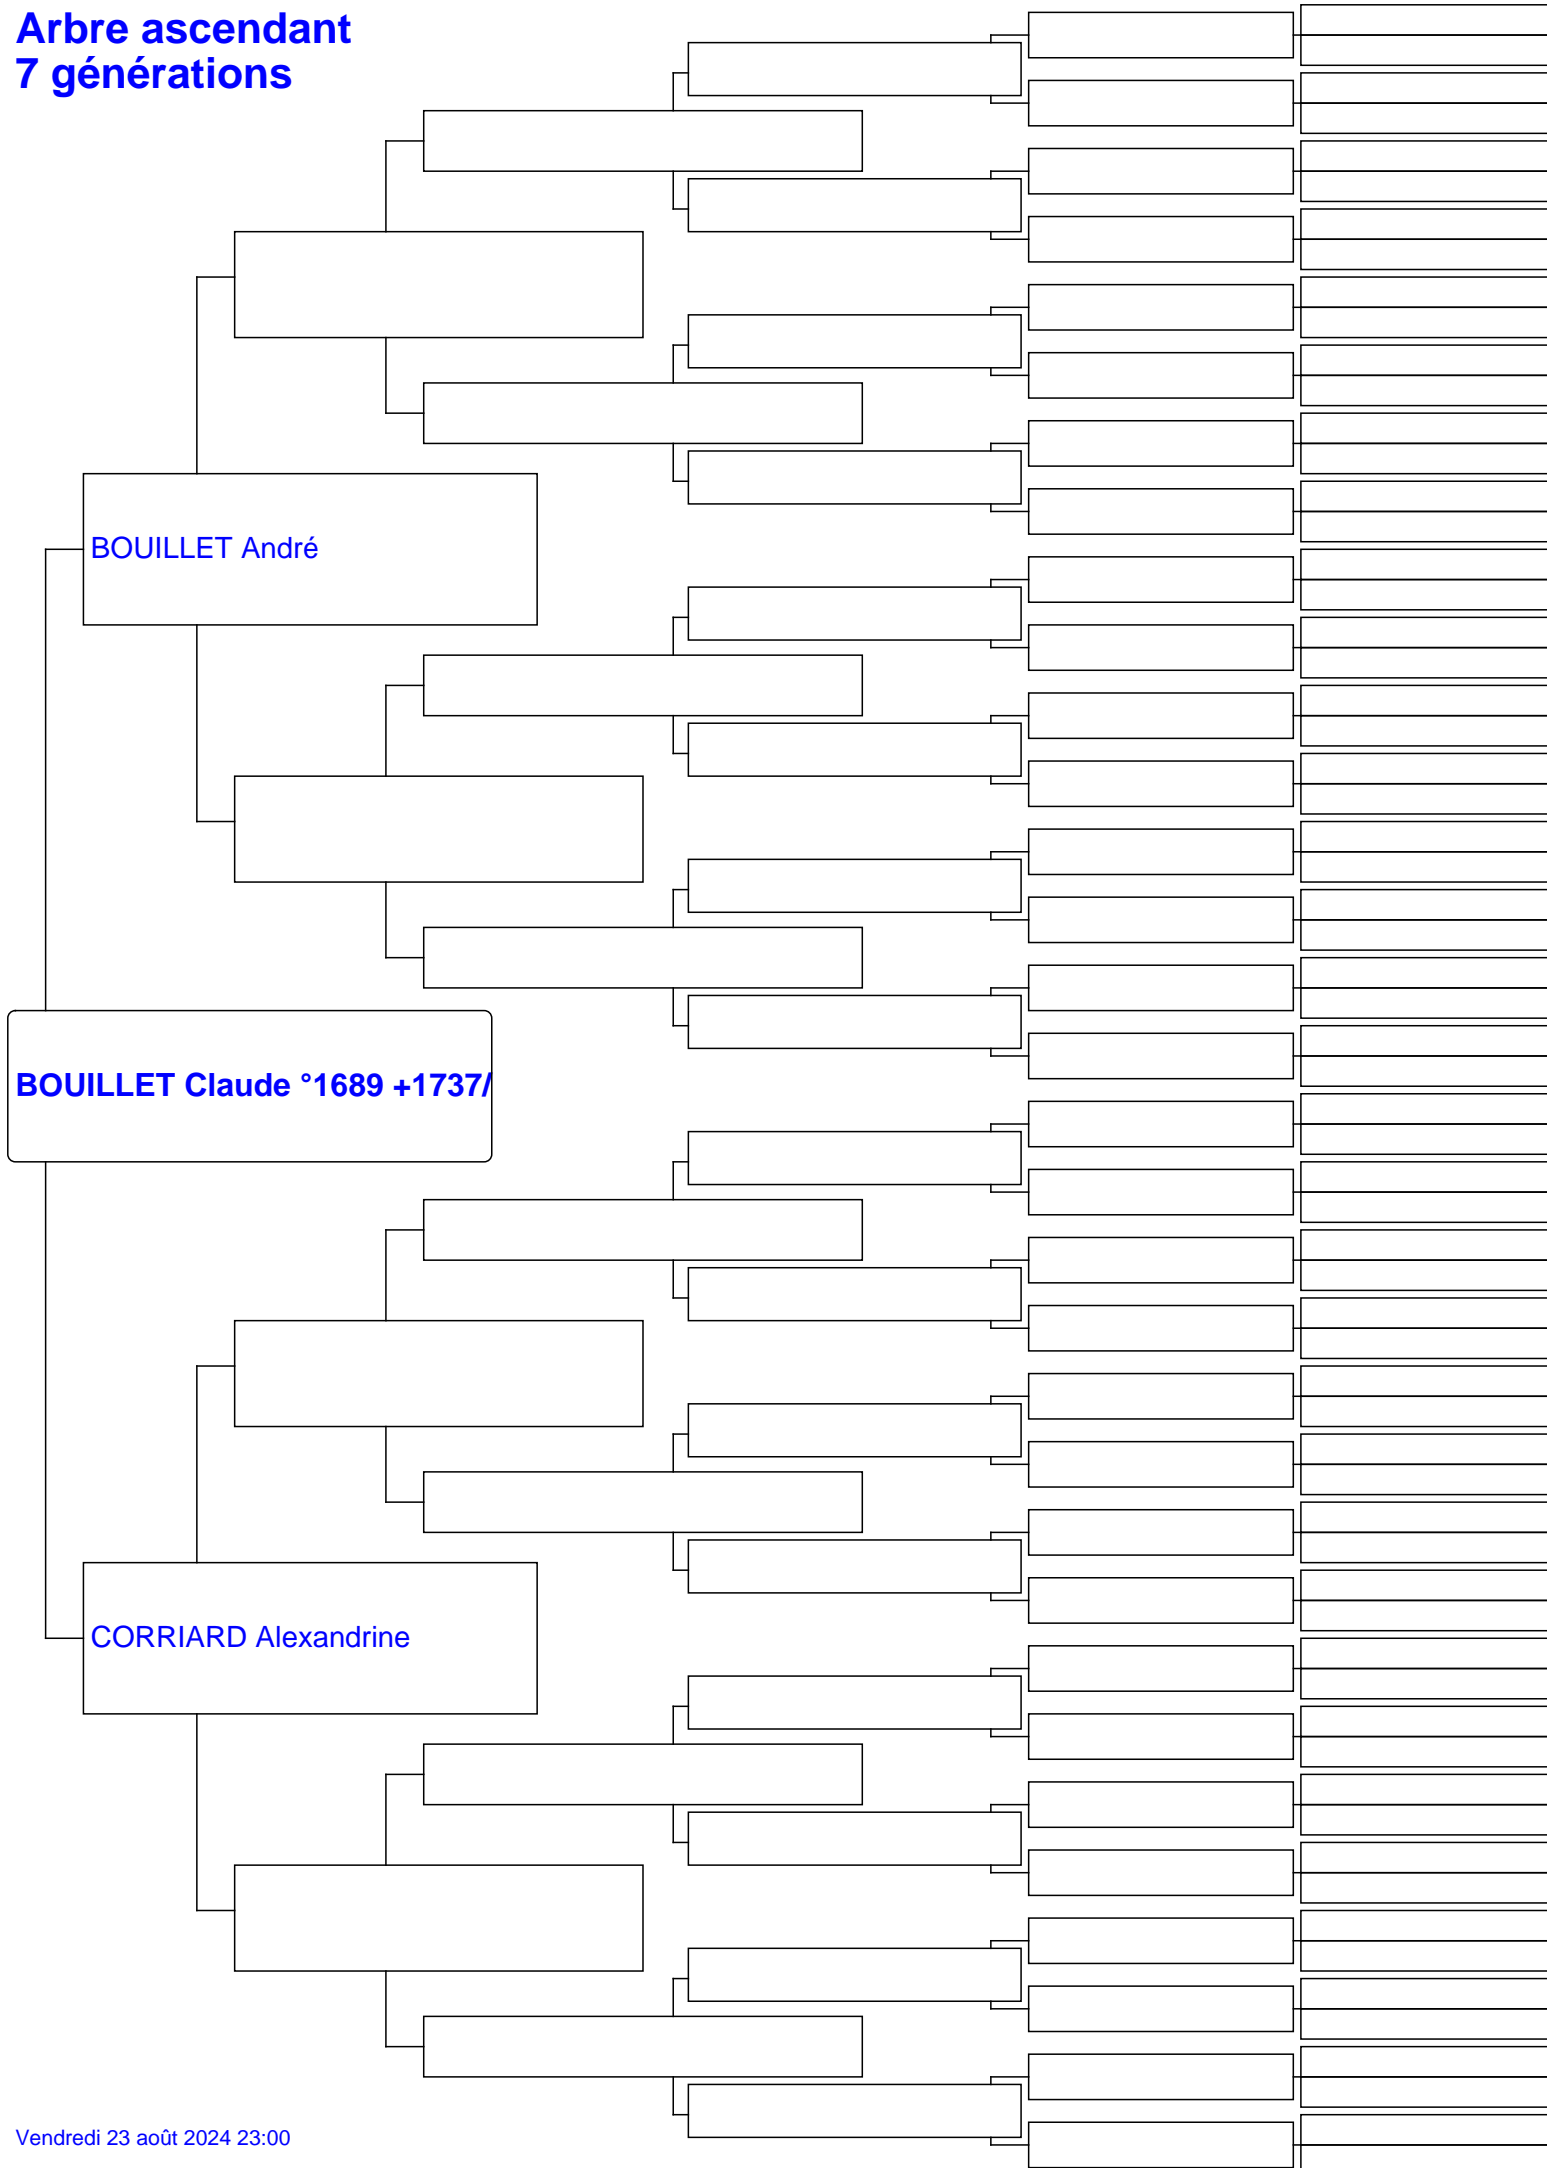 Arbre ascendant
7 générations
BOUILLET André
BOUILLET Claude °1689 +1737/
CORRIARD Alexandrine
Vendredi 23 août 2024 23:00